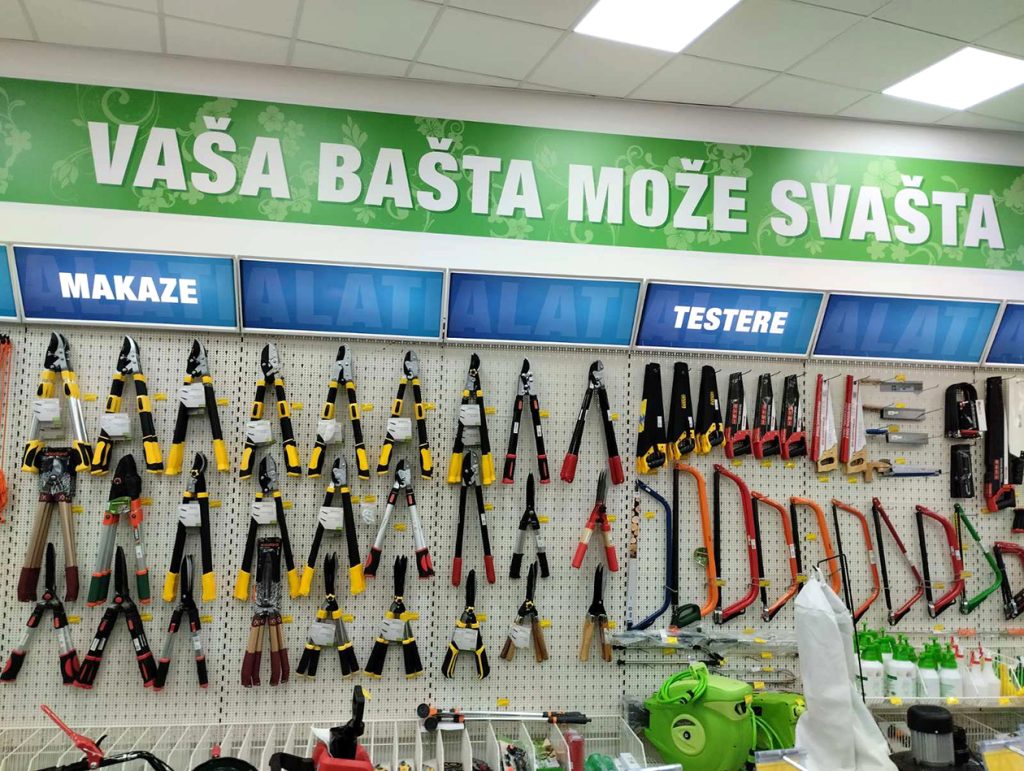 VAŠA BAŠTA MOŽE SVAŠTA
MAKAZE
ALATI
ALATI
TESTERE
ALATI